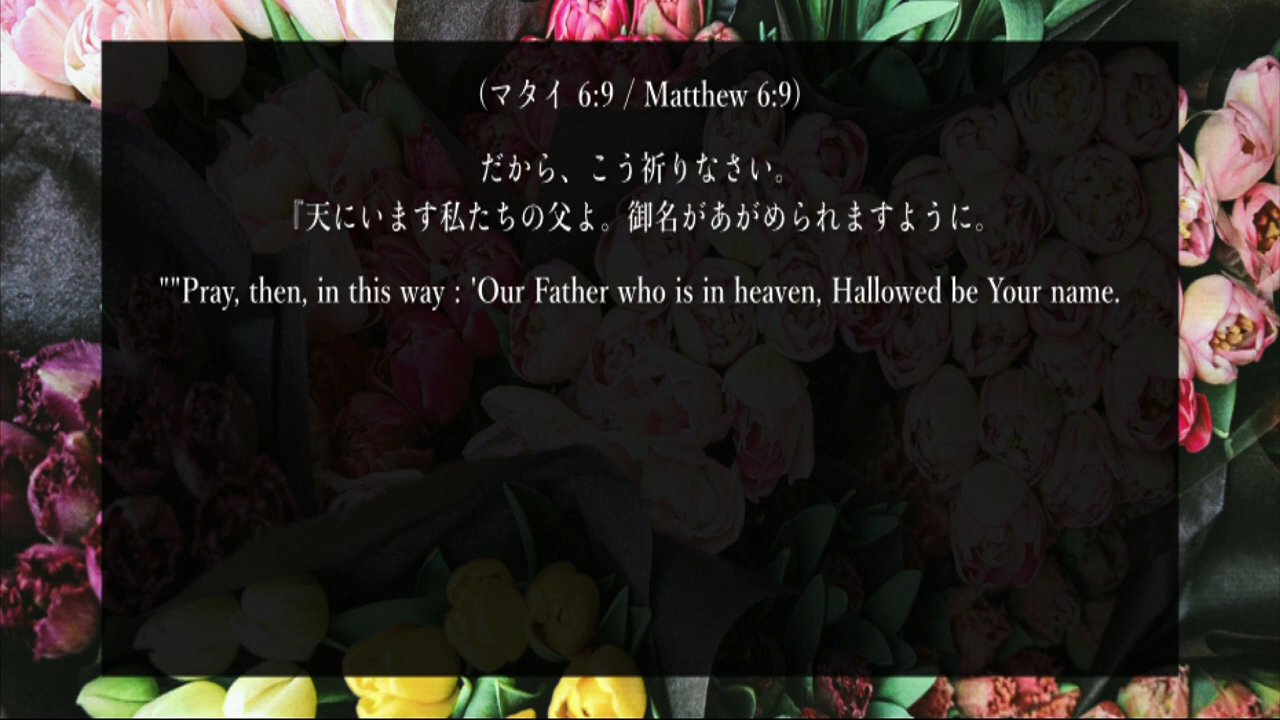 (マタイ 6:9 / Matthew 6:9)
だから、こう祈りなさい。
『天にいます私たちの父よ。御名があがめられますように。
""Pray, then, in this way : 'Our Father who is in heaven, Hallowed be Your name.